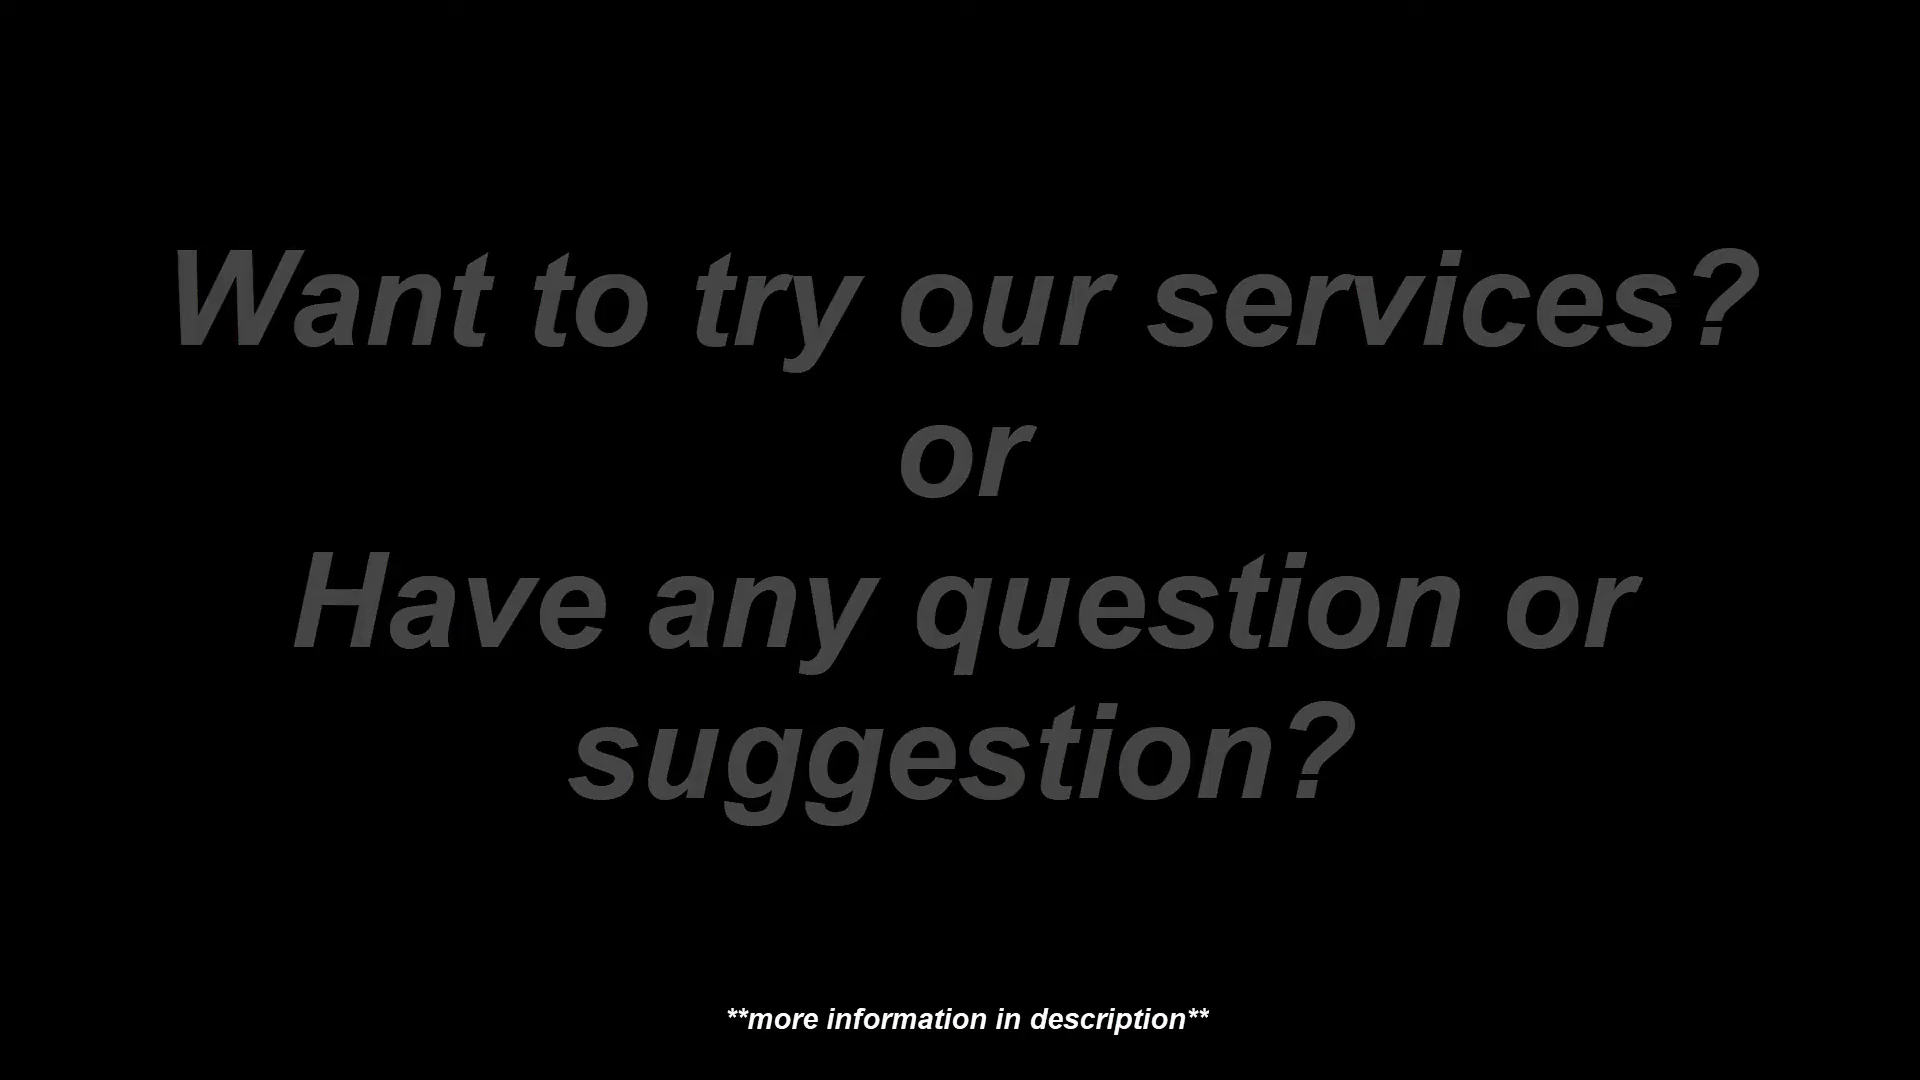 Want to try our services?
or
Have any question or
suggestion?
**more information in description**